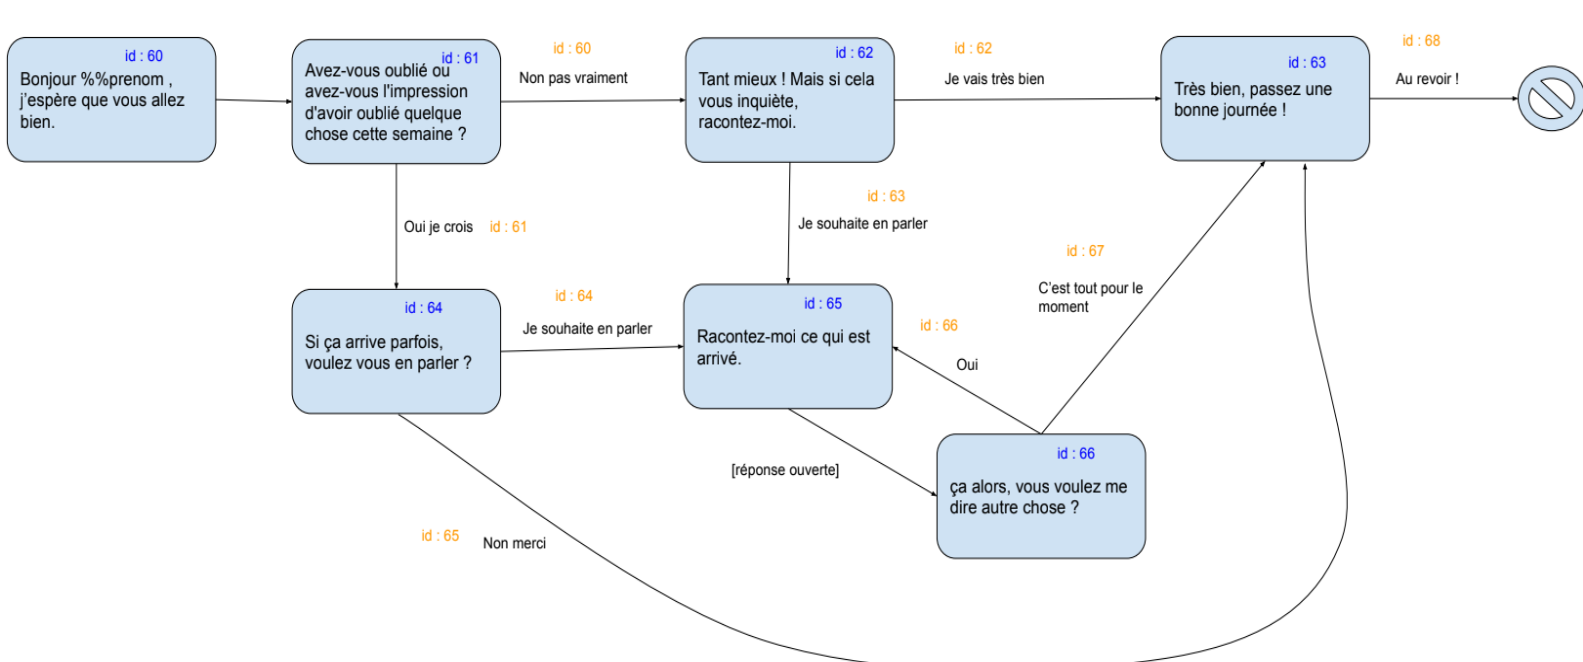 id : 60
Bonjour %%prenom ,
j'espère que vous allez
bien.
id : 61
Avez-vous oublié ou
avez-vous l'impression
d'avoir oublié quelque
chose cette semaine ?
id : 60
Non pas vraiment
id : 62
Tant mieux ! Mais si cela
vous inquiète,
racontez-moi.
id : 62
Je vais très bien
id : 63
Très bien, passez une
bonne journée !
id : 68
Au revoir !
Oui je crois
id : 61
id : 63
Je souhaite en parler
id : 67
C'est tout pour le
moment
id : 64
Si ça arrive parfois,
voulez vous en parler ?
id : 64
Je souhaite en parler
id : 65
Racontez-moi ce qui est
arrivé.
id : 66
Oui
[réponse ouverte]
id : 66
ça alors, vous voulez me
dire autre chose ?
id : 65
Non merci